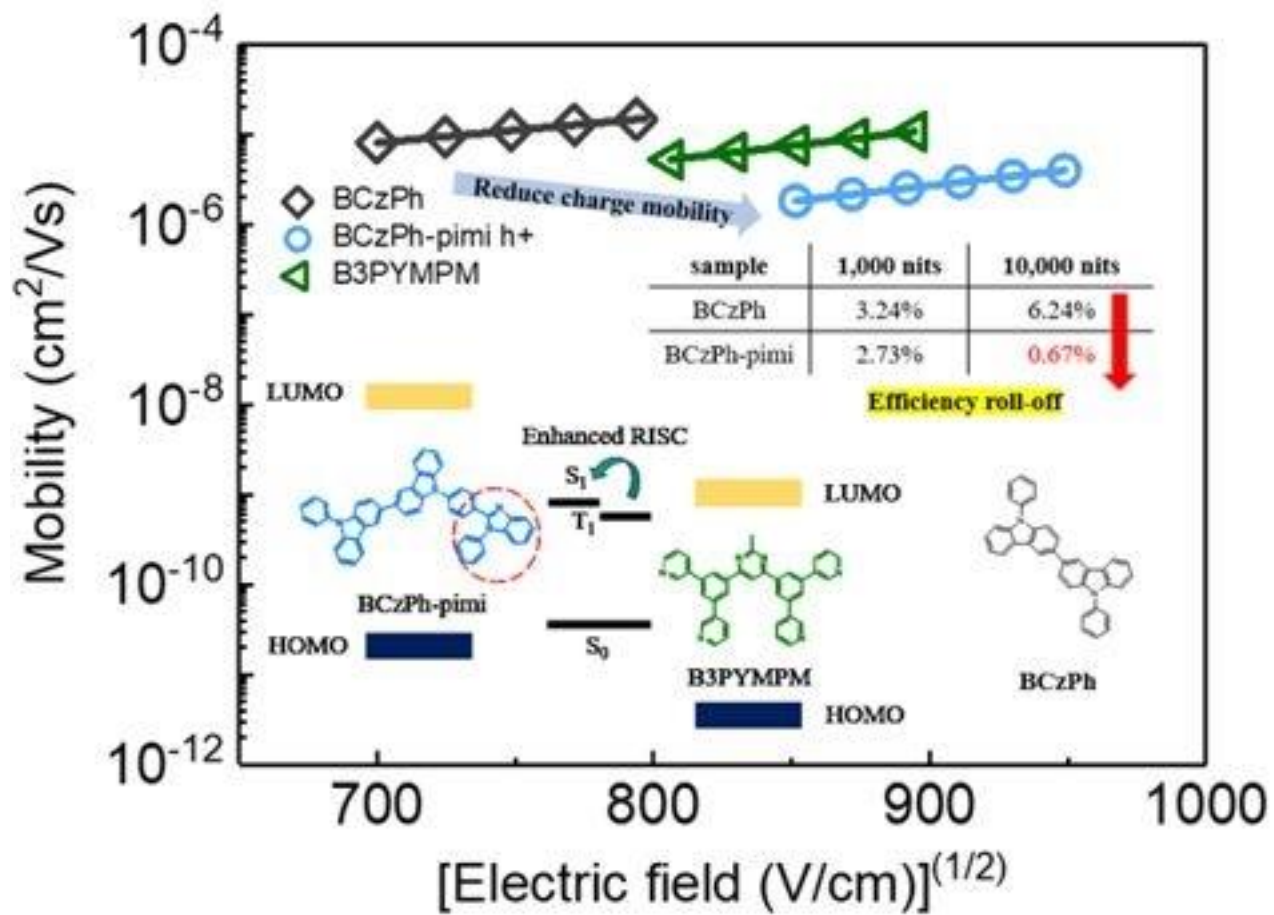 10-4
10-6
10-8
10-10
10-12
Mobility (cm2/Vs)
BCzPh
BCzPh-pimi h+
B3PYMPM
Reduce charge mobility
sample 1,000 nits 10,000 nits
BCzPh 3.24% 6.24%
BCzPh-pimi 2.73% 0.67%
Efficiency roll-off
LUMO
BCzPh-pimi
HOMO
Enhanced RISC
S1
T1
S0
LUMO
B3PYMPM
HOMO
BCzPh
700 800 900 1000
[Electric field (V/cm)](1/2)